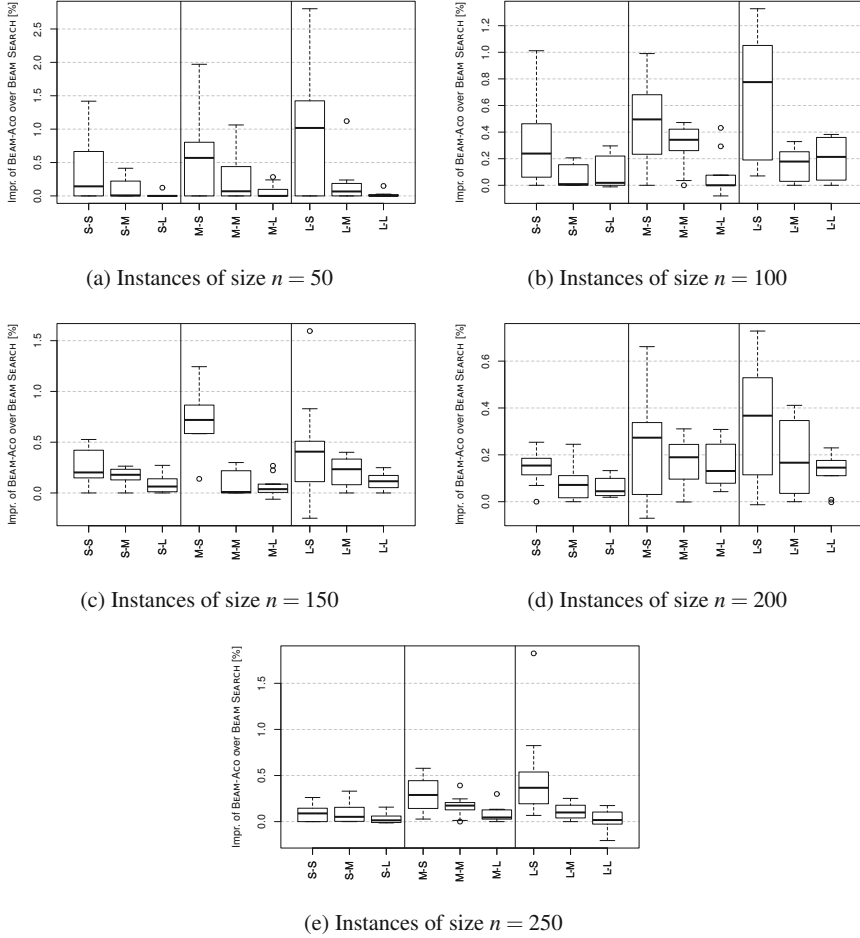 Impr. of BEAM-ACO over BEAM SEARCH [%]
2.5
2.0
1.5
1.0
0.5
0.0
S-S
S-M
S-L
M-S
M-M
M-L
L-S
L-M
L-L
(a) Instances of size n = 50
Impr. of BEAM-ACO over BEAM SEARCH [%]
1.2
1.0
0.8
0.6
0.4
0.2
0.0
S-S
S-M
S-L
M-S
M-M
M-L
L-S
L-M
L-L
(b) Instances of size n = 100
Impr. of BEAM-ACO over BEAM SEARCH [%]
1.5
1.0
0.5
0.0
S-S
S-M
S-L
M-S
M-M
M-L
L-S
L-M
L-L
(c) Instances of size n = 150
Impr. of BEAM-ACO over BEAM SEARCH [%]
0.6
0.4
0.2
0.0
S-S
S-M
S-L
M-S
M-M
M-L
L-S
L-M
L-L
(d) Instances of size n = 200
Impr. of BEAM-ACO over BEAM SEARCH [%]
1.5
1.0
0.5
0.0
S-S
S-M
S-L
M-S
M-M
M-L
L-S
L-M
L-L
(e) Instances of size n = 250